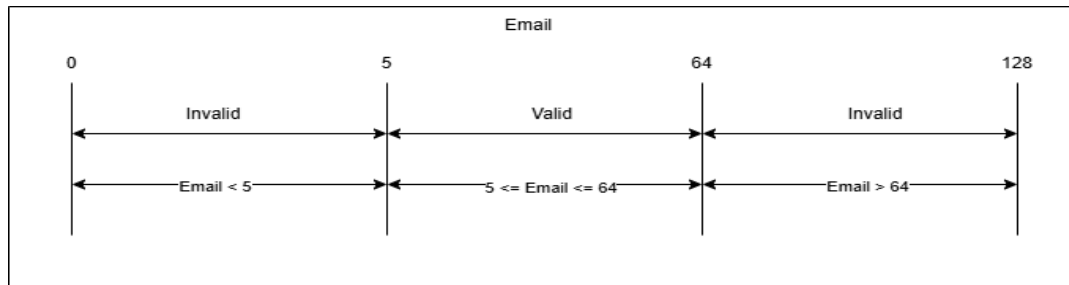 Email
0 5 64 128
Invalid Valid Invalid
Email < 5 5 <= Email <= 64 Email > 64